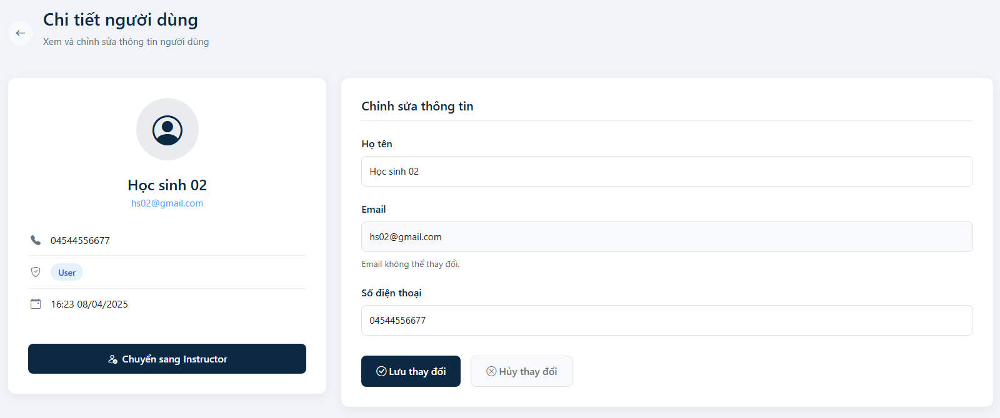 Chi tiết người dùng
Xem và chỉnh sửa thông tin người dùng
Học sinh 02
hs02@gmail.com
04544556677
User
16:23 08/04/2025
Chuyển sang Instructor
Chỉnh sửa thông tin
Họ tên
Học sinh 02
Email
hs02@gmail.com
Email không thể thay đổi.
Số điện thoại
04544556677
Lưu thay đổi
Hủy thay đổi